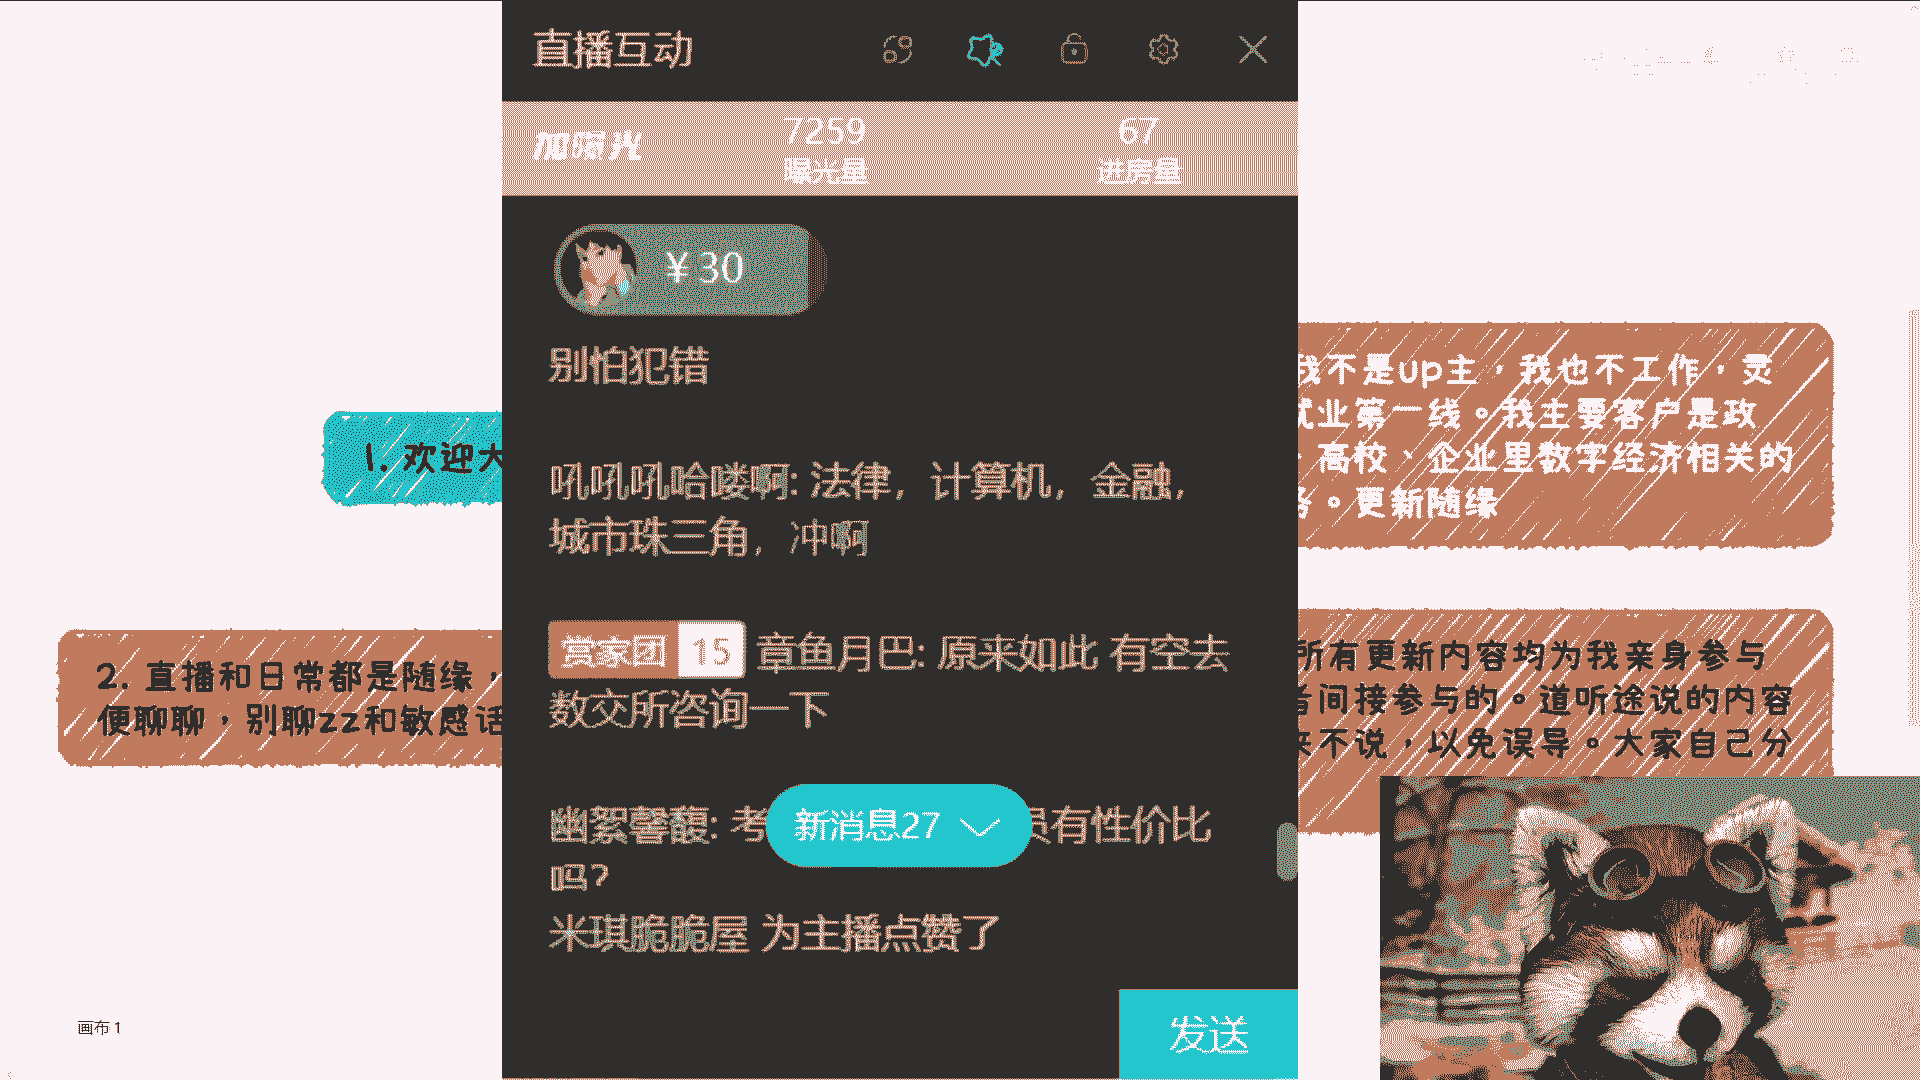 直播互动
加曝光
7259
曝光量
67
进房量
¥30
别怕犯错
吼吼吼哈喽啊: 法律，计算机，金融，
城市珠三角，冲啊
赏家团 15 章鱼月巴: 原来如此 有空去
数交所咨询一下
幽絮馨馥: 考
员有性价比
吗?
新消息27
米琪脆脆屋 为主播点赞了
发送
1. 欢迎大
2. 直播和日常都是随缘，
便聊聊，别聊zz和敏感话
我不是up主，我也不工作，灵
就业第一线。我主要客户是政
、高校、企业里数字经济相关的
务。更新随缘
所有更新内容均为我亲身参与
者间接参与的。道听途说的内容
来不说，以免误导。大家自己分
画布 1